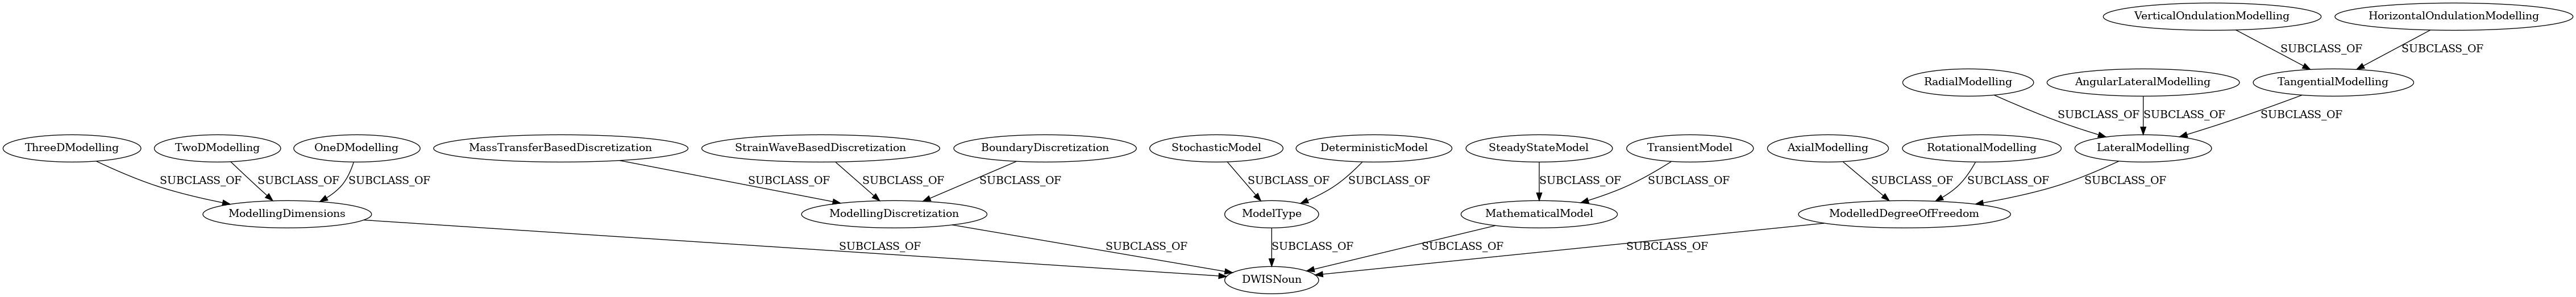 VerticalOndulationModelling
HorizontalOndulationModelling
SUBCLASS_OF
SUBCLASS_OF
RadialModelling
AngularLateralModelling
TangentialModelling
SUBCLASS_OF
SUBCLASS_OF
SUBCLASS_OF
ThreeDModelling
TwoDModelling
OneDModelling
MassTransferBasedDiscretization
StrainWaveBasedDiscretization
BoundaryDiscretization
StochasticModel
DeterministicModel
SteadyStateModel
TransientModel
AxialModelling
RotationalModelling
LateralModelling
SUBCLASS_OF
SUBCLASS_OF
SUBCLASS_OF
SUBCLASS_OF
SUBCLASS_OF
SUBCLASS_OF
SUBCLASS_OF
SUBCLASS_OF
SUBCLASS_OF
SUBCLASS_OF
SUBCLASS_OF
SUBCLASS_OF
SUBCLASS_OF
ModellingDimensions
ModellingDiscretization
ModelType
MathematicalModel
ModelledDegreeOfFreedom
SUBCLASS_OF
SUBCLASS_OF
SUBCLASS_OF
SUBCLASS_OF
SUBCLASS_OF
DWISNoun